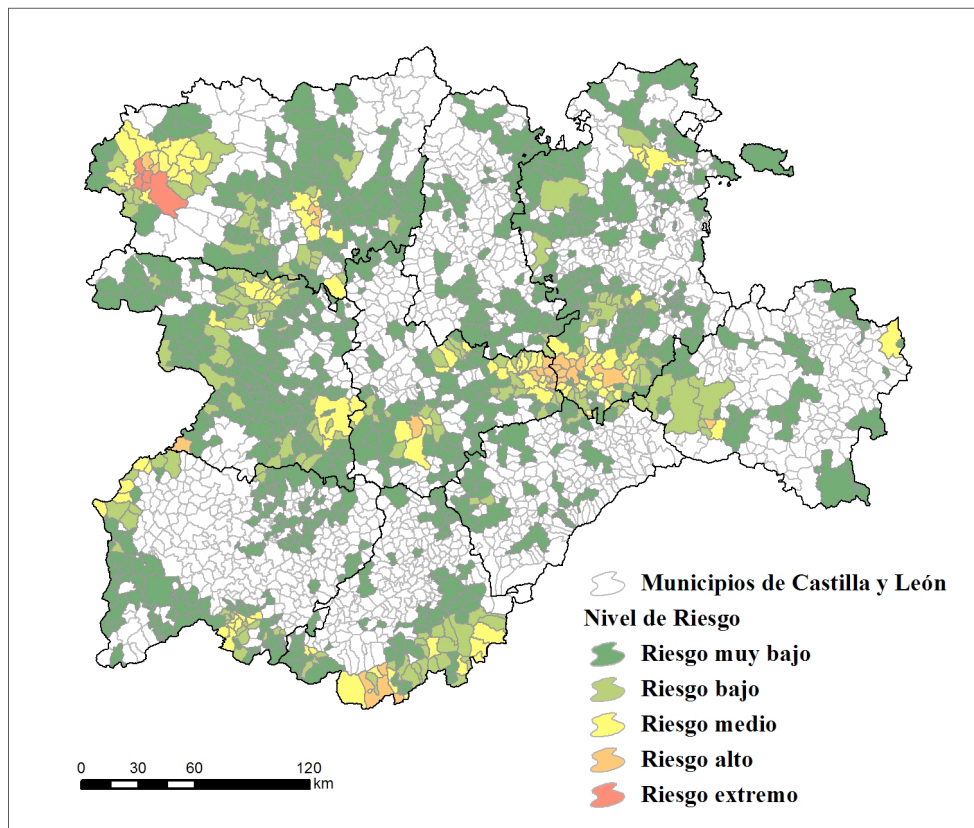 Municipios de Castilla y León
Nivel de Riesgo
Riesgo muy bajo
Riesgo bajo
Riesgo medio
Riesgo alto
Riesgo extremo
0 30 60 120
km